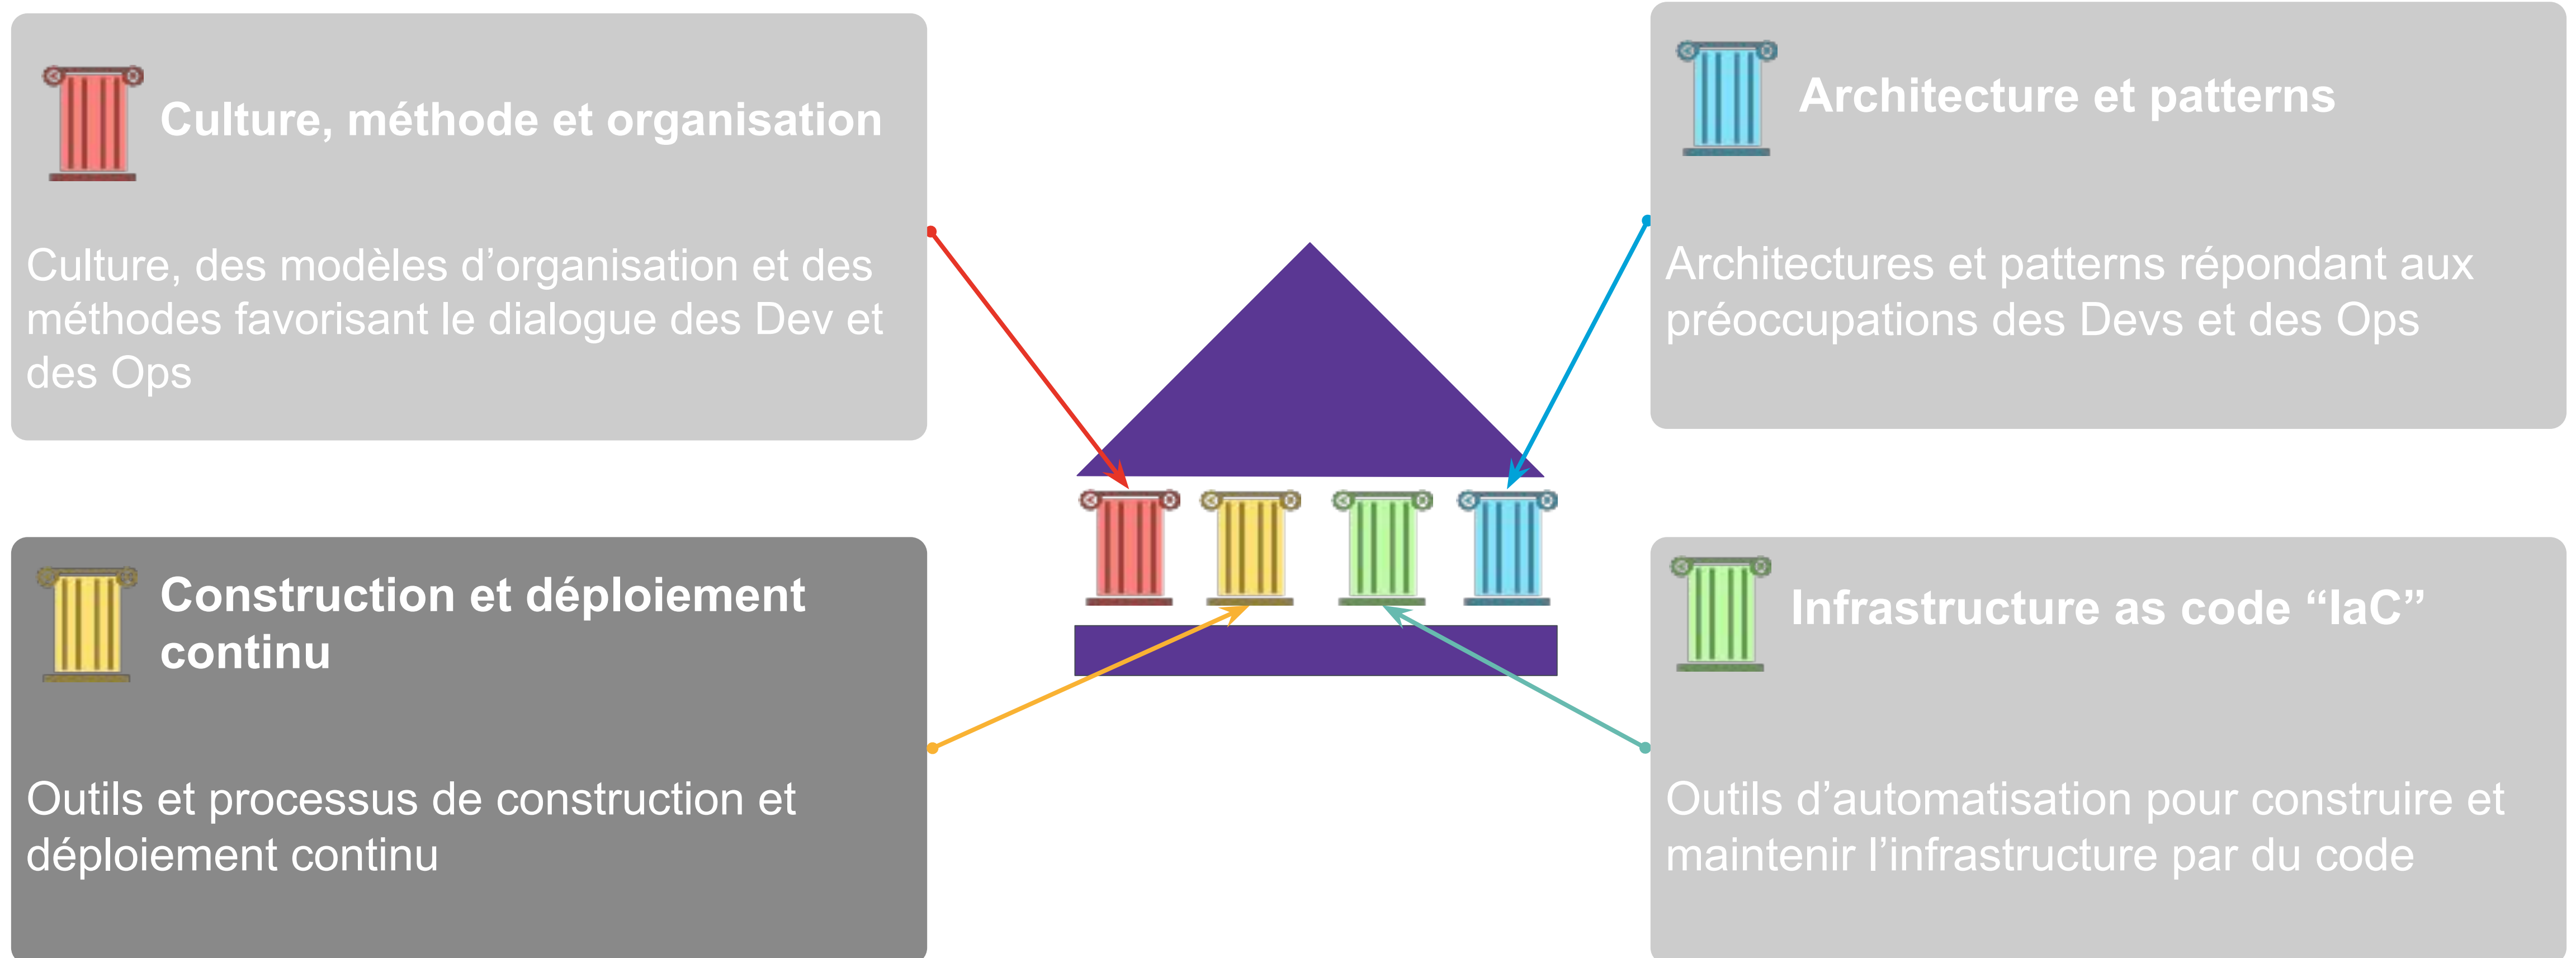 Culture, méthode et organisation
Culture, des modèles d’organisation et des
méthodes favorisant le dialogue des Dev et
des Ops
Architecture et patterns
Architectures et patterns répondant aux
préoccupations des Devs et des Ops
Construction et déploiement
continu
Outils et processus de construction et
déploiement continu
Infrastructure as code “IaC”
Outils d’automatisation pour construire et
maintenir l’infrastructure par du code